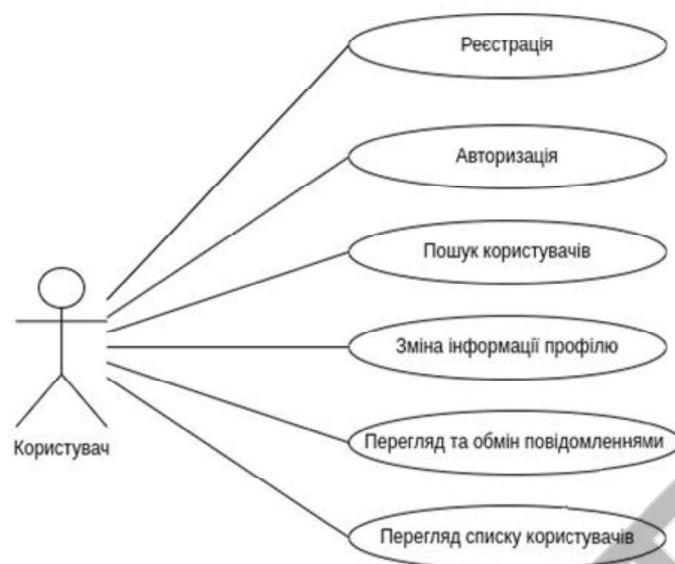 Реєстрація
Авторизація
Пошук користувачів
Зміна інформації профілю
Користувач
Перегляд та обмін повідомленнями
Перегляд списку користувачів